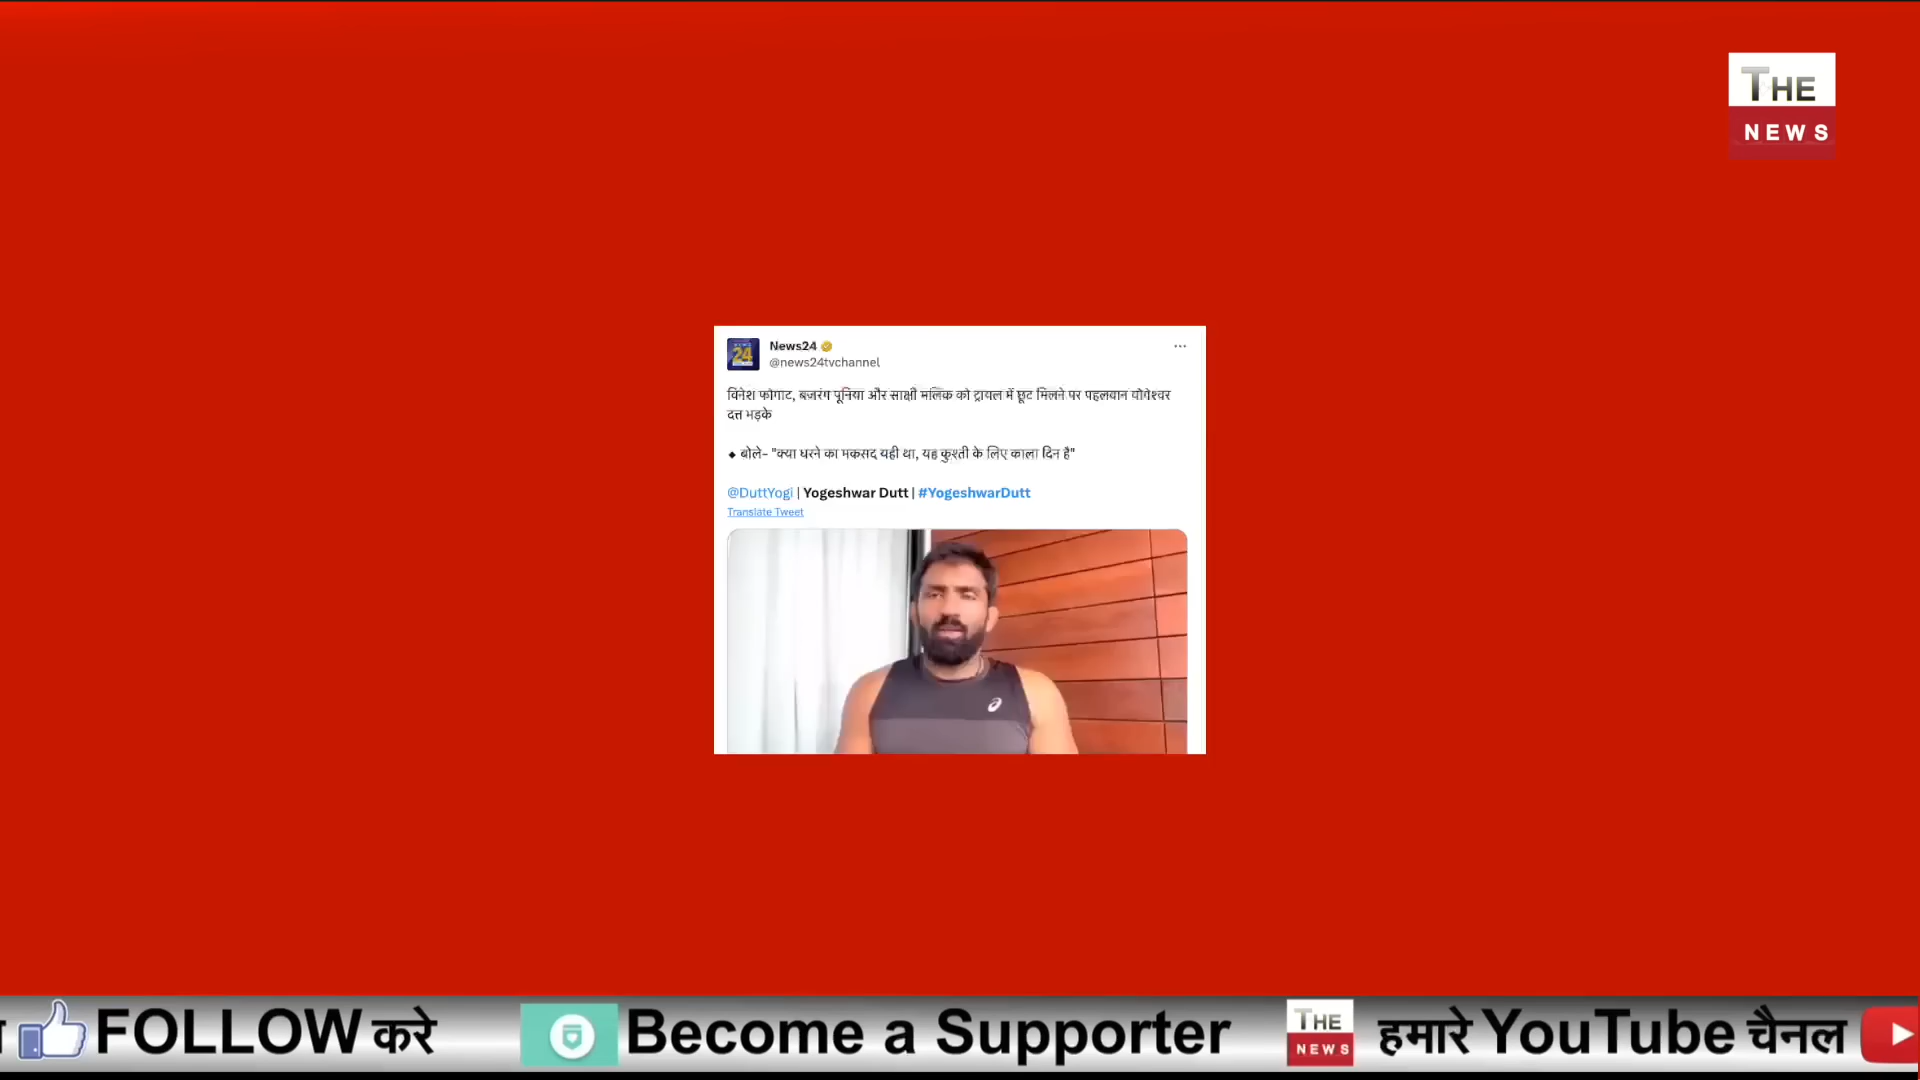 THE
NEWS
News24
@news24tvchannel
विनेश फोगाट, बजरंग पूनिया और साक्षी मलिक को ट्रायल में छूट मिलने पर पहलवान योगेश्वर
दत्त भड़के
◆ बोले- "क्या धरने का मकसद यही था, यह कुश्ती के लिए काला दिन है"
@DuttYogi | Yogeshwar Dutt | #YogeshwarDutt
Translate Tweet
FOLLOW करे
Become a Supporter
THE
NEWS
हमारे YouTube चैनल